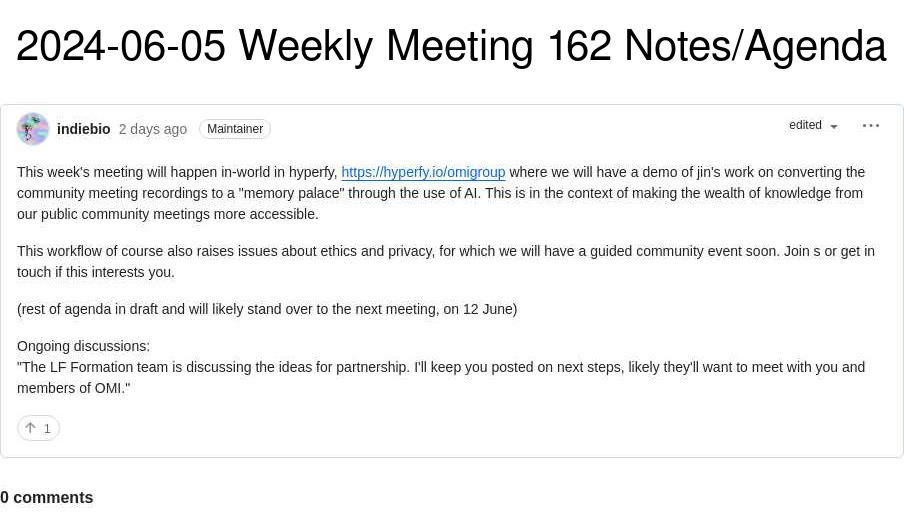 2024-06-05 Weekly Meeting 162 Notes/Agenda
indiebio 2 days ago Maintainer edited
This week's meeting will happen in-world in hyperfy, https://hyperfy.io/omigroup where we will have a demo of jin's work on converting the
community meeting recordings to a "memory palace" through the use of AI. This is in the context of making the wealth of knowledge from
our public community meetings more accessible.
This workflow of course also raises issues about ethics and privacy, for which we will have a guided community event soon. Join s or get in
touch if this interests you.
(rest of agenda in draft and will likely stand over to the next meeting, on 12 June)
Ongoing discussions:
"The LF Formation team is discussing the ideas for partnership. I'll keep you posted on next steps, likely they'll want to meet with you and
members of OMI."
1
0 comments